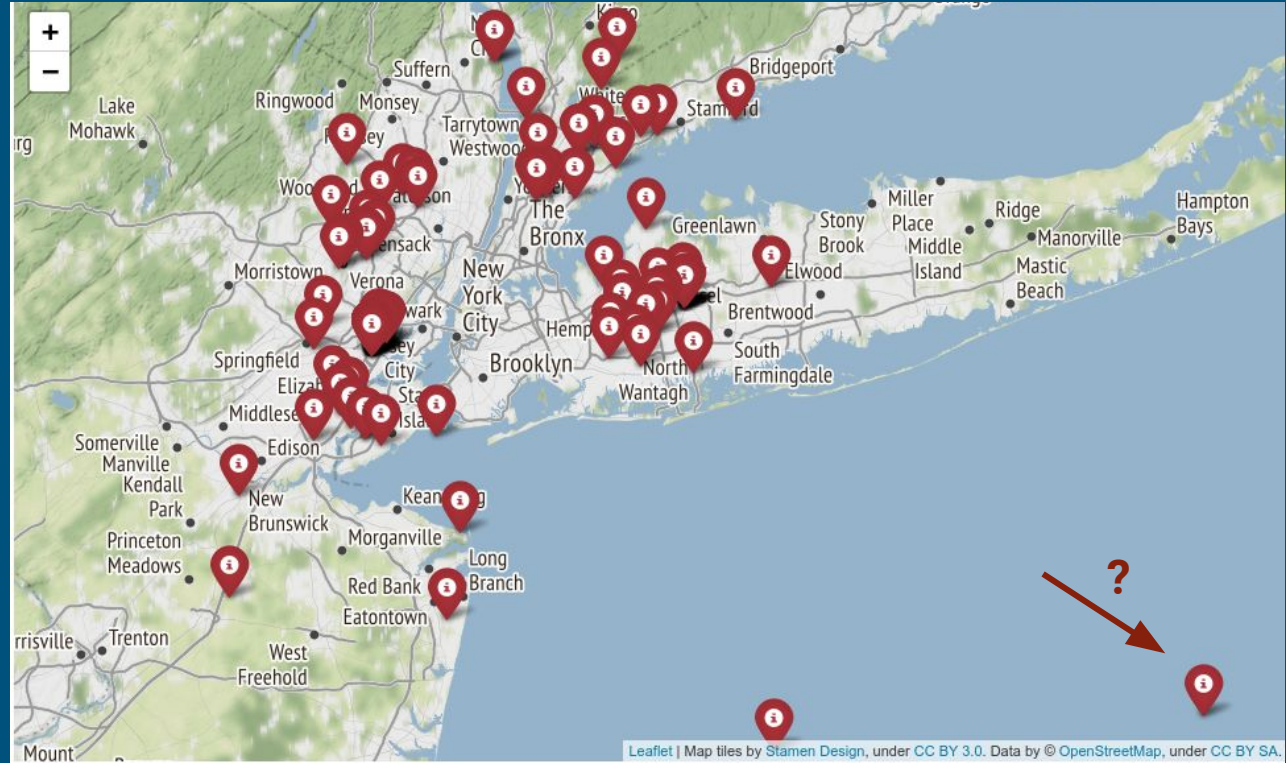 +
−
Suffern
Bridgeport
Ringwood
Monsey
Lake
Mohawk
Tarrytown
Westwood
Stamford
The
Bronx
Greenlawn
Stony
Brook
Miller
Place
Middle
Island
Ridge
Manorville
Hampton
Bays
Mastic
Beach
Elwood
Brentwood
South
Farmingdale
North
Wantagh
Morristown
Verona
New
York
City
Brooklyn
City
Springfield
Edison
Somerville
Manville
Kendall
Park
New
Brunswick
Princeton
Meadows
Morganville
Long
Branch
Red Bank
Eatontown
Trenton
West
Freehold
Mount
?
Leaflet | Map tiles by Stamen Design, under CC BY 3.0. Data by © OpenStreetMap, under CC BY SA.